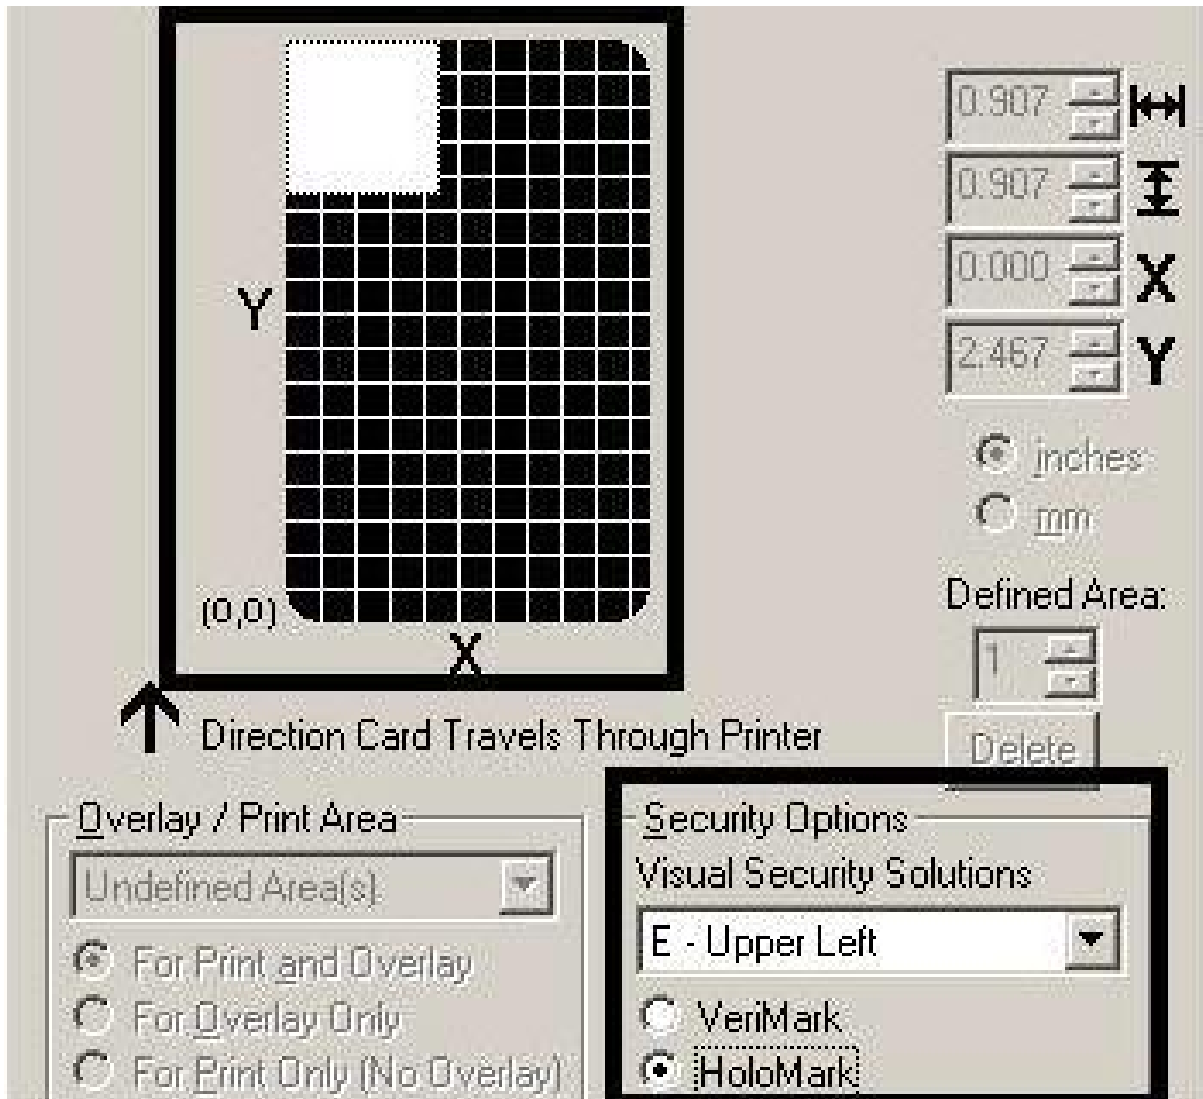 0.907
0.907
0.000 X
Y
2.467 Y
inches
mm
(0,0)
Defined Area:
X
1
Direction Card Travels Through Printer
Delete
Overlay / Print Area
Undefined Area(s)
For Print and Overlay
For Overlay Only
For Print Only (No Overlay)
Security Options
Visual Security Solutions
E - Upper Left
VeriMark
HoloMark